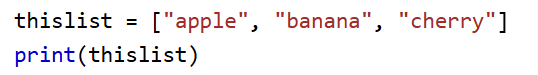 thislist = ["apple", "banana", "cherry"]
print(thislist)